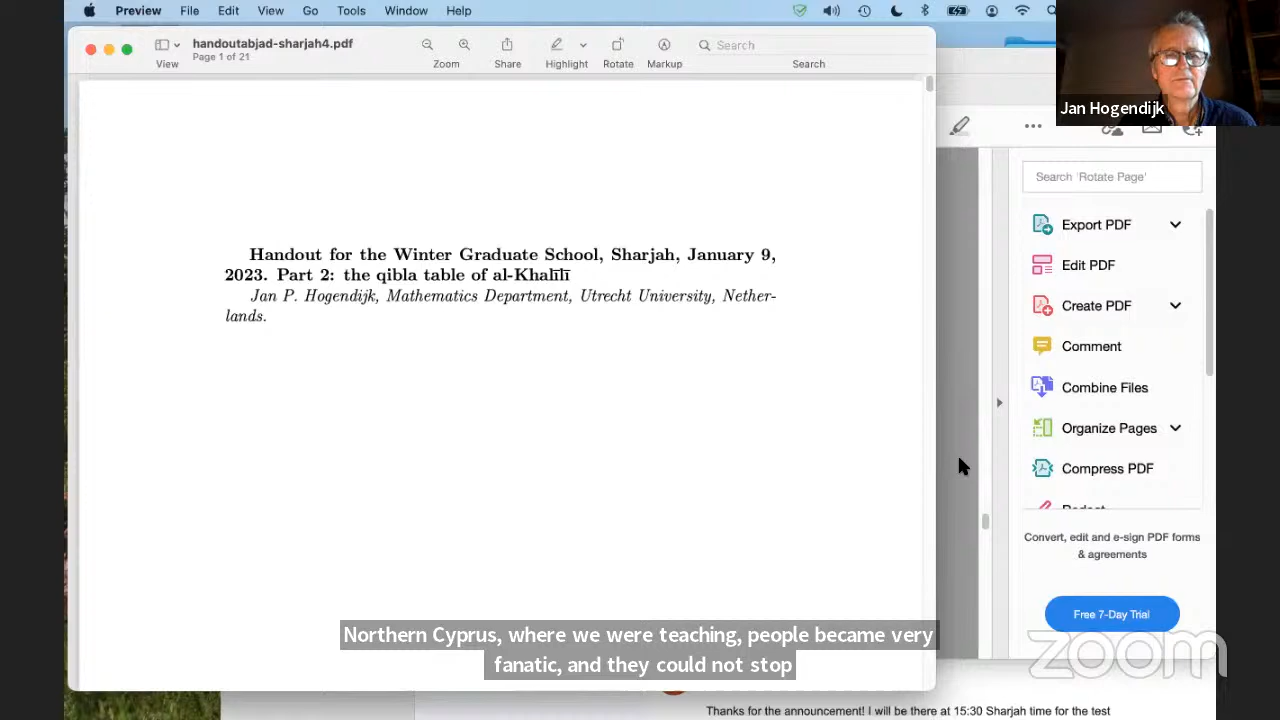 Preview File Edit View Go Tools Window Help
handoutabjad-sharjah4.pdf
Page 1 of 21
Search
View Zoom Share Highlight Rotate Markup Search
Jan Hogendijk
Handout for the Winter Graduate School, Sharjah, January 9,
2023. Part 2: the qibla table of al-Khalīlī
Jan P. Hogendijk, Mathematics Department, Utrecht University, Nether-
lands.
Search 'Rotate Page'
Export PDF
Edit PDF
Create PDF
Comment
Combine Files
Organize Pages
Compress PDF
Convert, edit and e-sign PDF forms
& agreements
Free 7-Day Trial
Northern Cyprus, where we were teaching, people became very
fanatic, and they could not stop
zoom
Thanks for the announcement! I will be there at 15:30 Sharjah time for the test